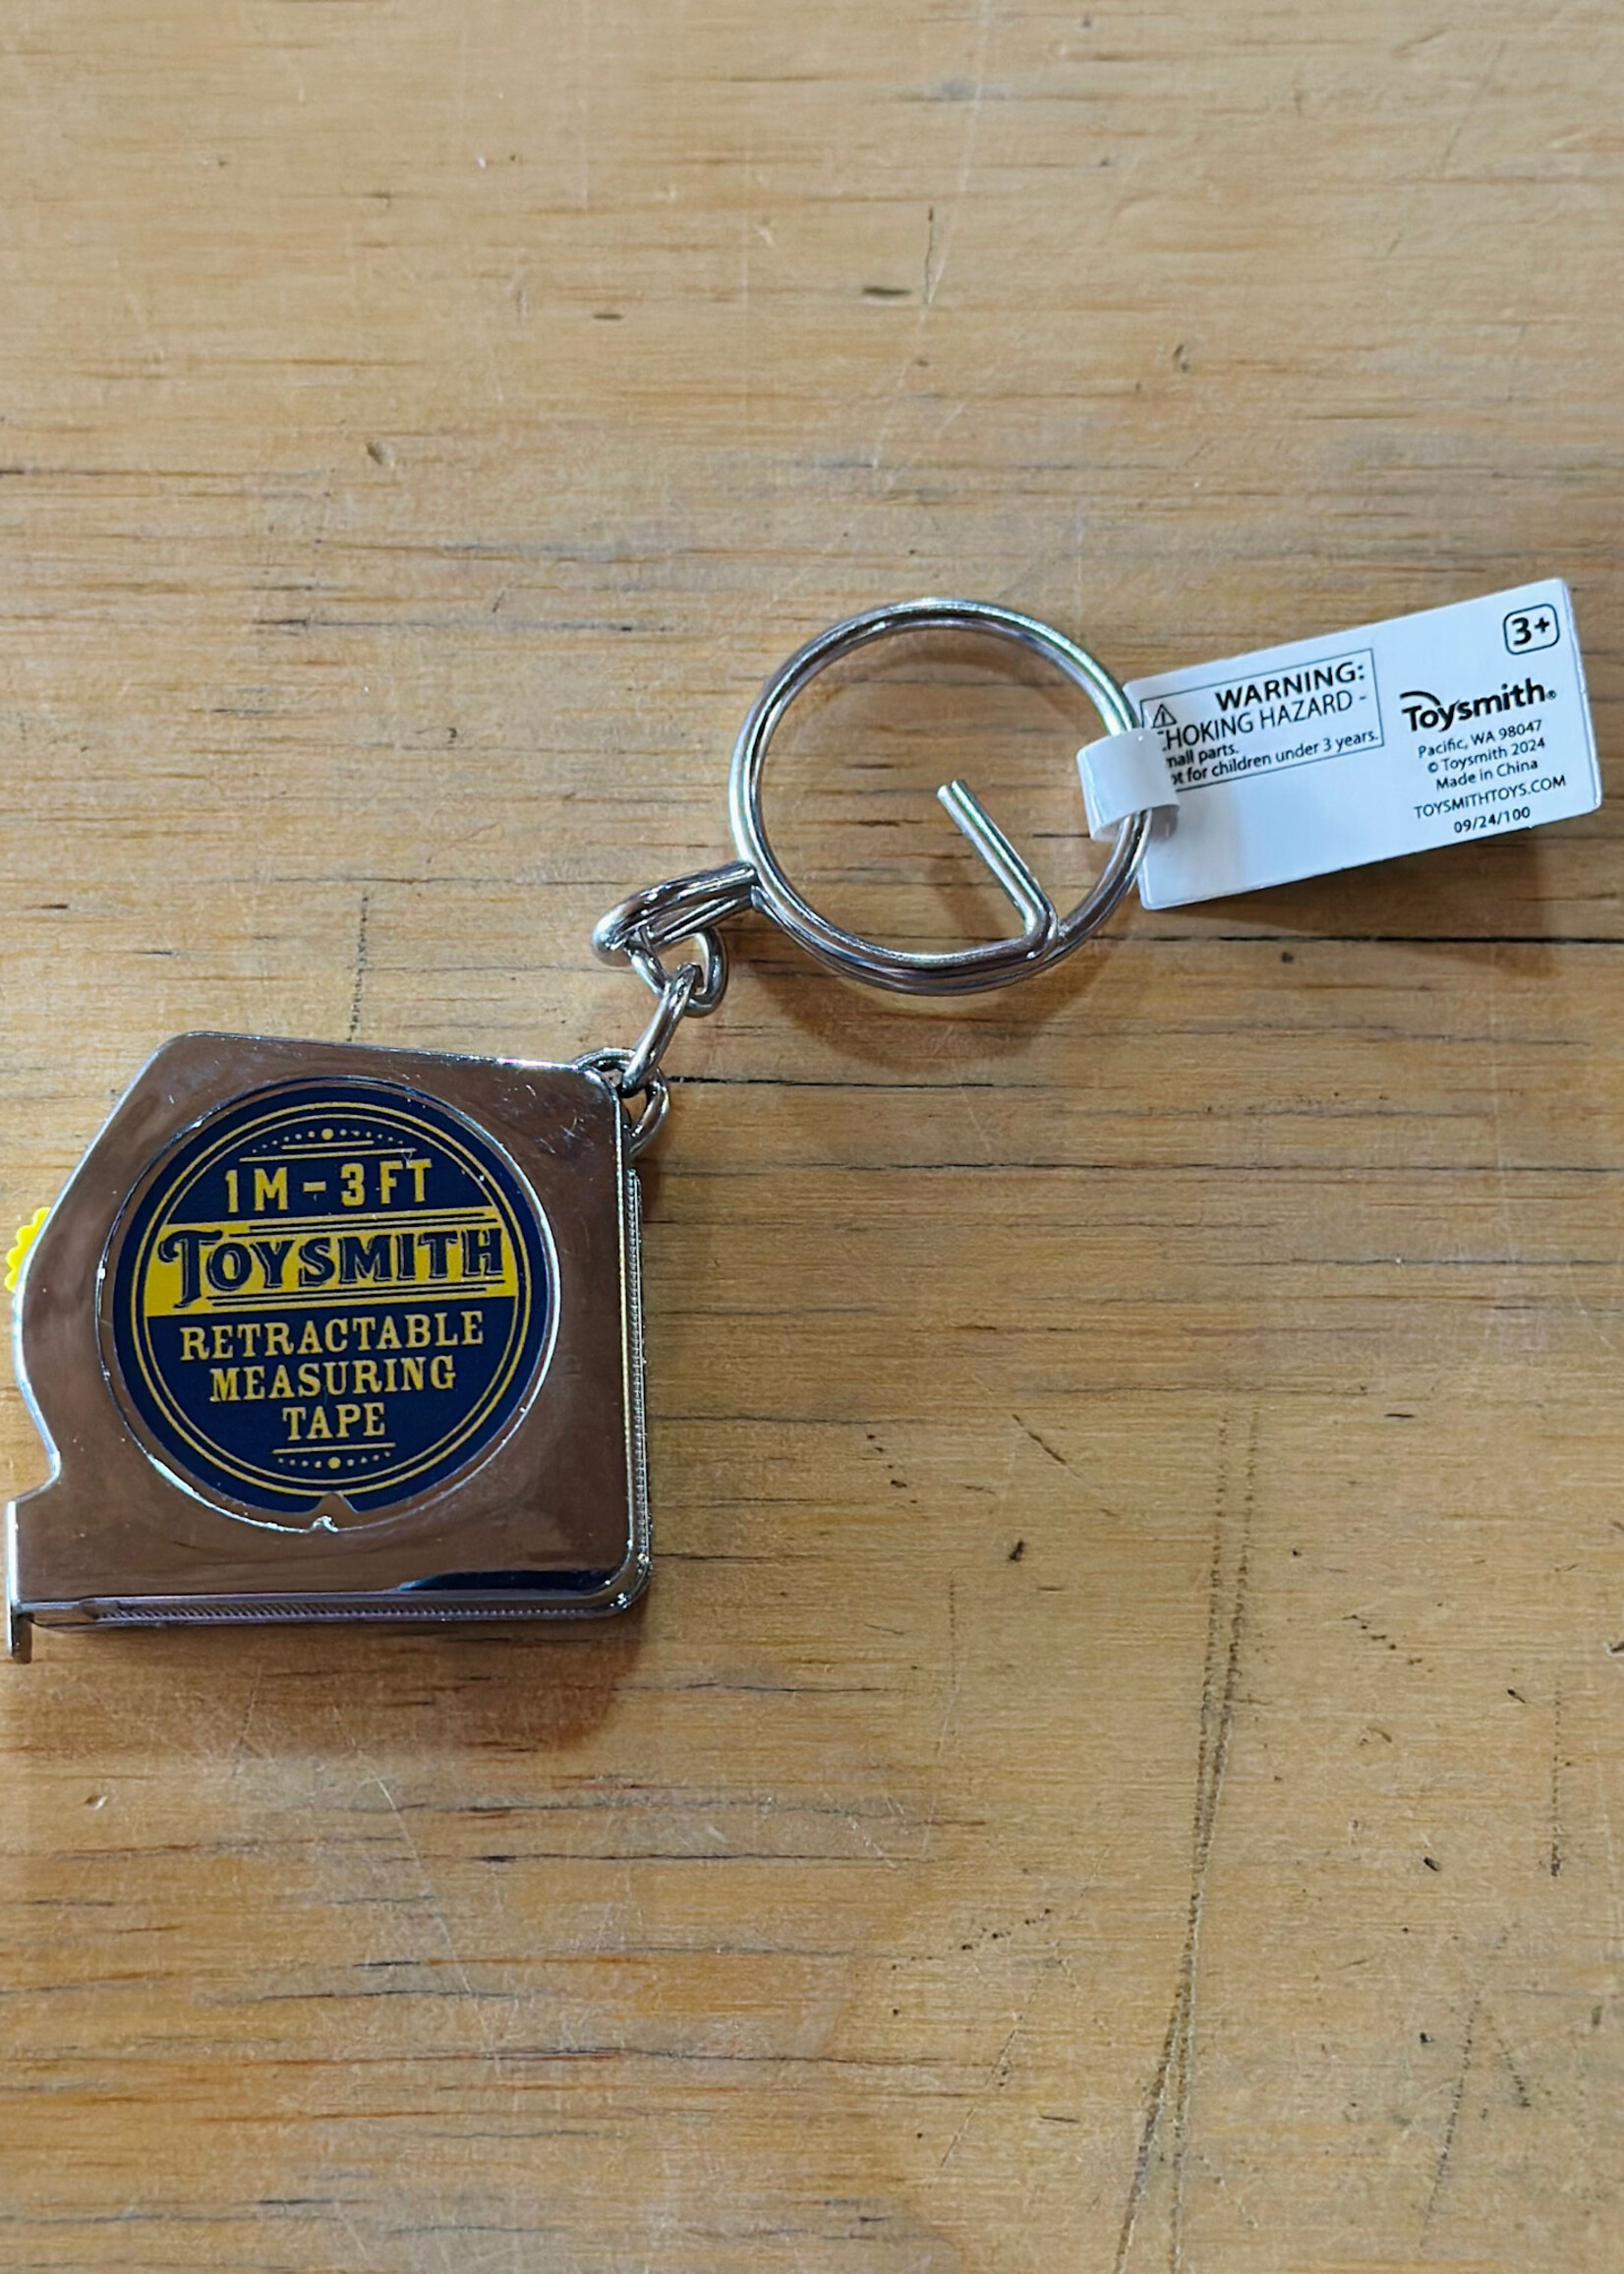 1M-3FT
TOYSMITH
RETRACTABLE
MEASURING
TAPE
WARNING:
HOKING HAZARD -
mall parts.
ot for children under 3 years.
3+
Toysmith®
Pacific, WA 98047
© Toysmith 2024
Made in China
TOYSMITHTOYS.COM
09/24/100